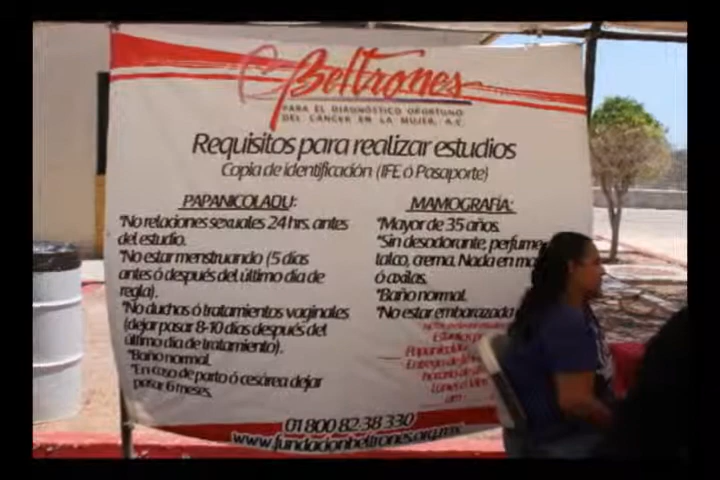 Beltrones
PARA EL DIAGNÓSTICO OPORTUNO
DEL CÁNCER EN LA MUJER, A.C.
Requisitos para realizar estudios
Copia de identificación (IFE ó Pasaporte)
PAPANICOLAOU:
*No relaciones sexuales 24 hrs. antes
del estudio.
*No estar menstruando (5 días
antes ó después del último dia de
regla).
*No duchas ó tratamientos vaginales
(dejar pasar 8-10 días después del
último día de tratamiento).
*Baño normal.
*En caso de parto ó cesárea dejar
pasar 6 meses.
MAMOGRAFÍA:
*Mayor de 35 años.
*Sin desodorante, perfume
talco, crema. Nada en ma
ó axilas.
*Baño normal.
*No estar embarazada
01 800 82 38 330
www.fundacionbeltrones.org.mx